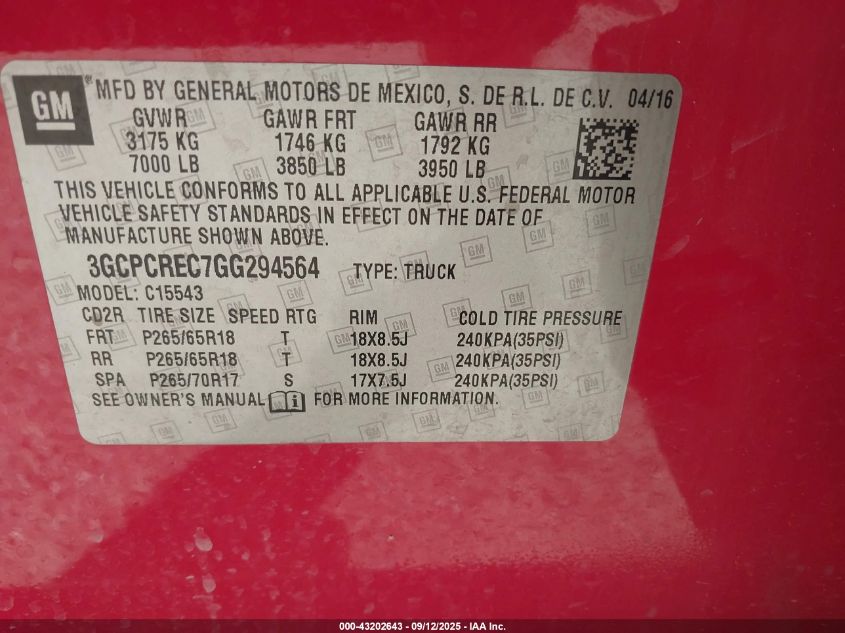 GM ® MFD BY GENERAL MOTORS DE MEXICO, S. DE R.L. DE C.V. 04/16
GVWR GAWR FRT GAWR RR
3175 KG 1746 KG 1792 KG
7000 LB 3850 LB 3950 LB
THIS VEHICLE CONFORMS TO ALL APPLICABLE U.S. FEDERAL MOTOR
VEHICLE SAFETY STANDARDS IN EFFECT ON THE DATE OF
MANUFACTURE SHOWN ABOVE.
3GCPCREC7GG294564 TYPE: TRUCK
MODEL: C15543
CD2R TIRE SIZE SPEED RTG RIM COLD TIRE PRESSURE
FRT P265/65R18 T 18X8.5J 240KPA(35PSI)
RR P265/65R18 T 18X8.5J 240KPA(35PSI)
SPA P265/70R17 S 17X7.5J 240KPA(35PSI)
SEE OWNER'S MANUAL i FOR MORE INFORMATION.
000-43202643 - 09/12/2025 - IAA Inc.